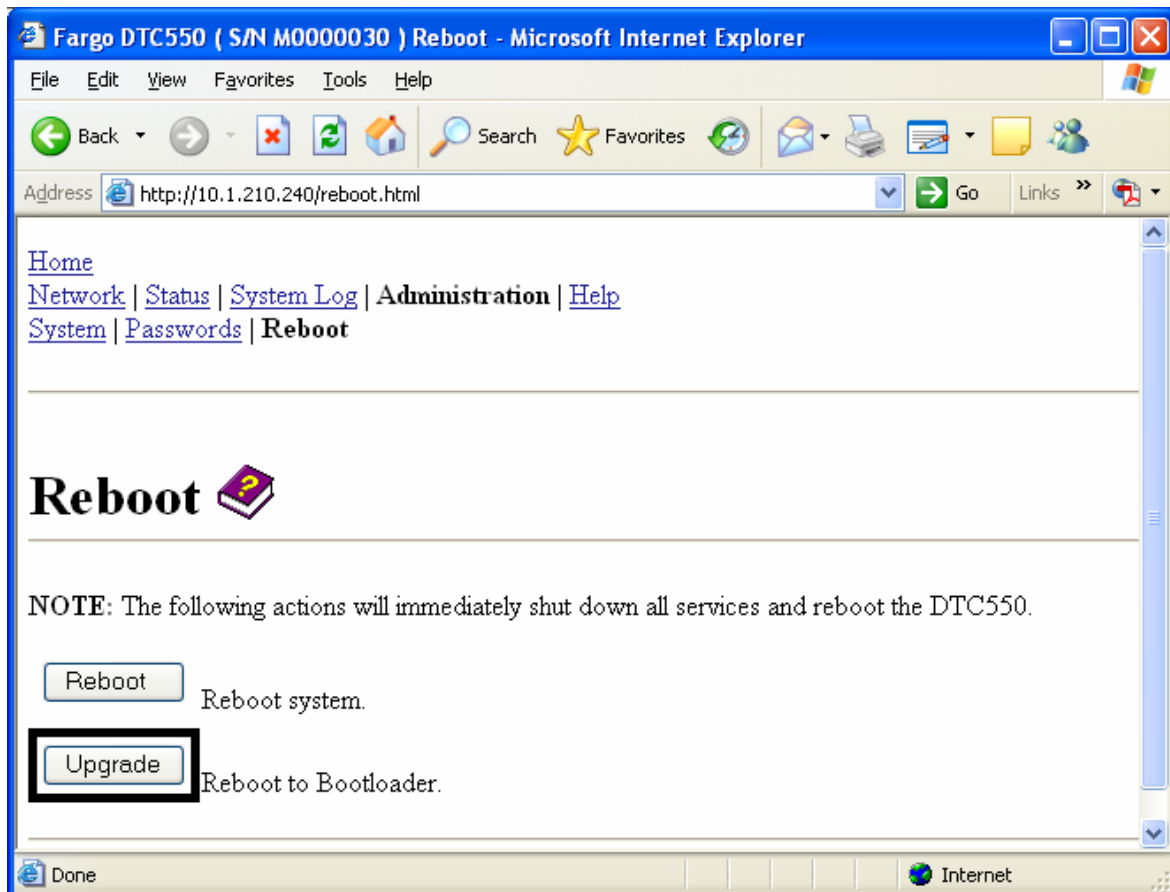 Fargo DTC550 ( S/N M0000030 ) Reboot - Microsoft Internet Explorer
File Edit View Favorites Tools Help
Back Search Favorites
Address http://10.1.210.240/reboot.html Go Links »
Home
Network | Status | System Log | Administration | Help
System | Passwords | Reboot
Reboot ?
NOTE: The following actions will immediately shut down all services and reboot the DTC550.
Reboot Reboot system.
Upgrade Reboot to Bootloader.
Done Internet